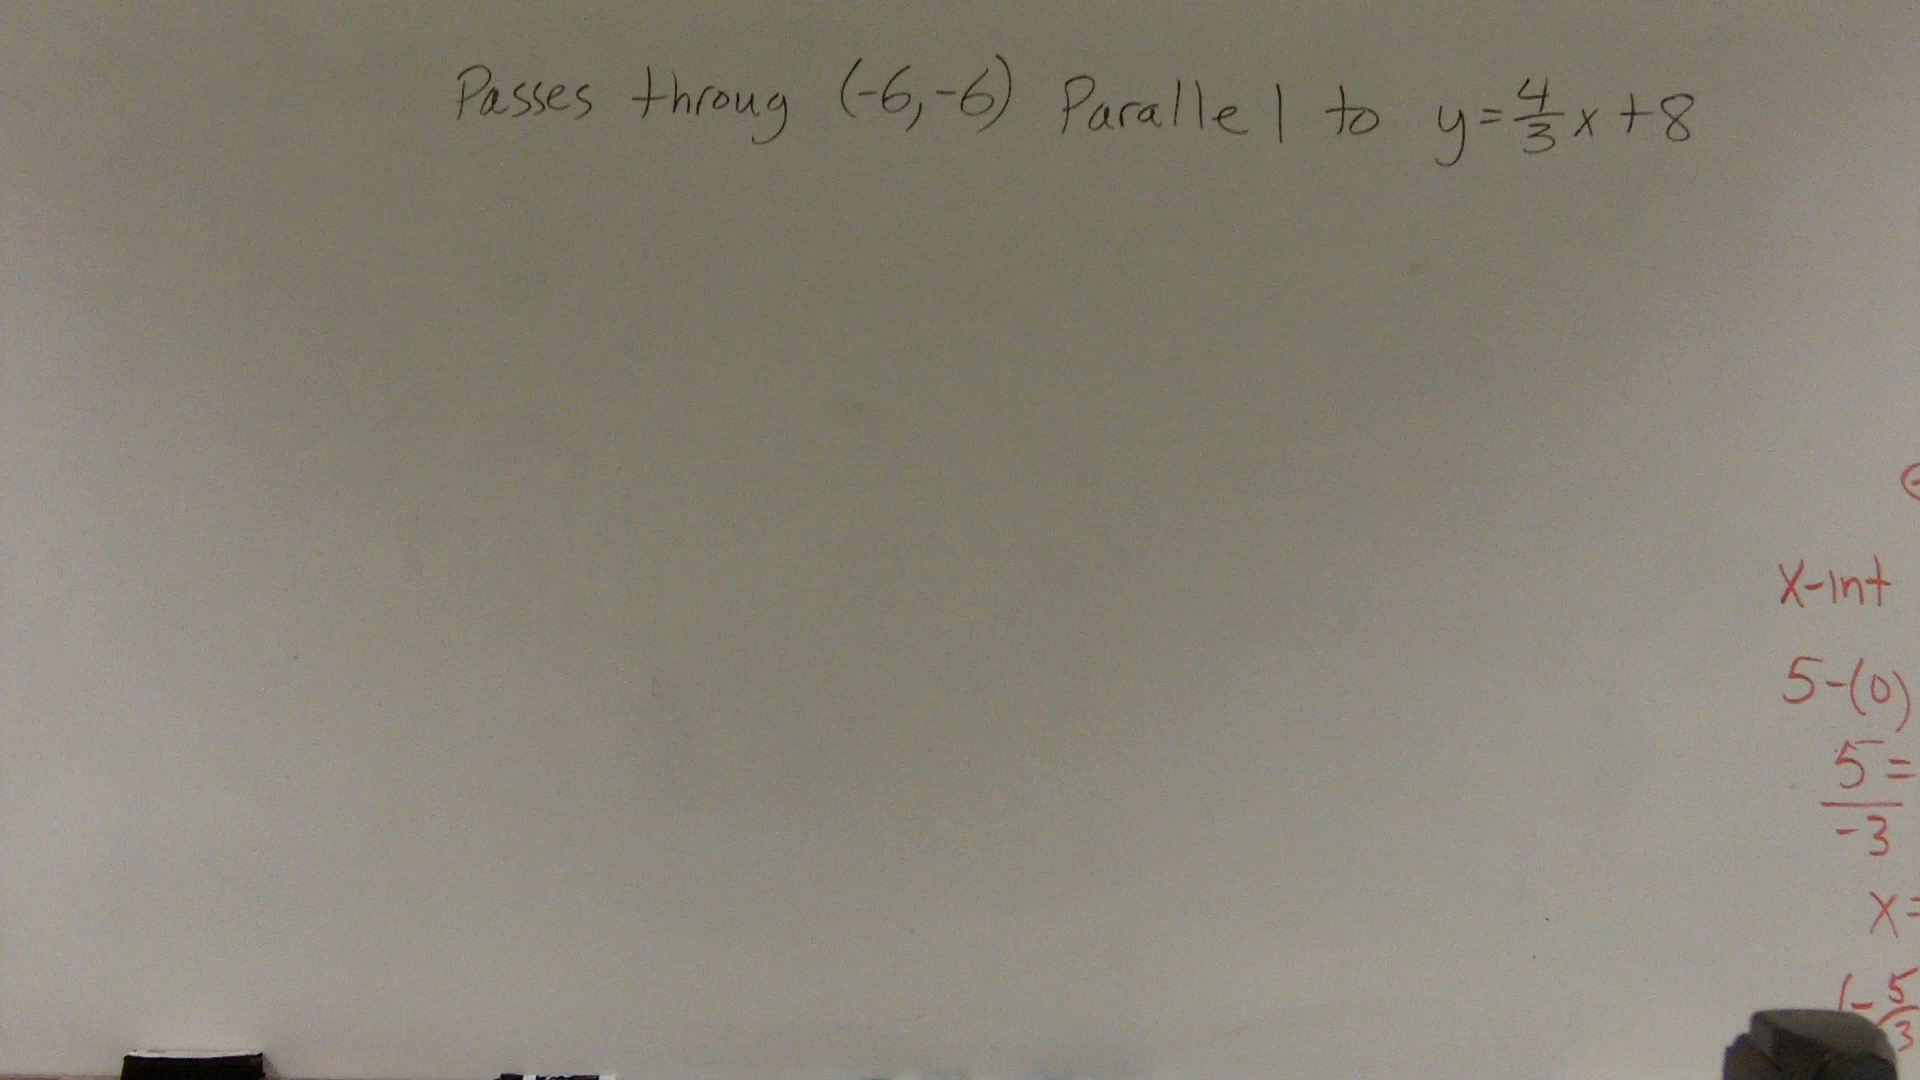 Passes throug (-6,-6) Parallel to y=4/3x+8
x-int
5-(0)
5=
-3
x=